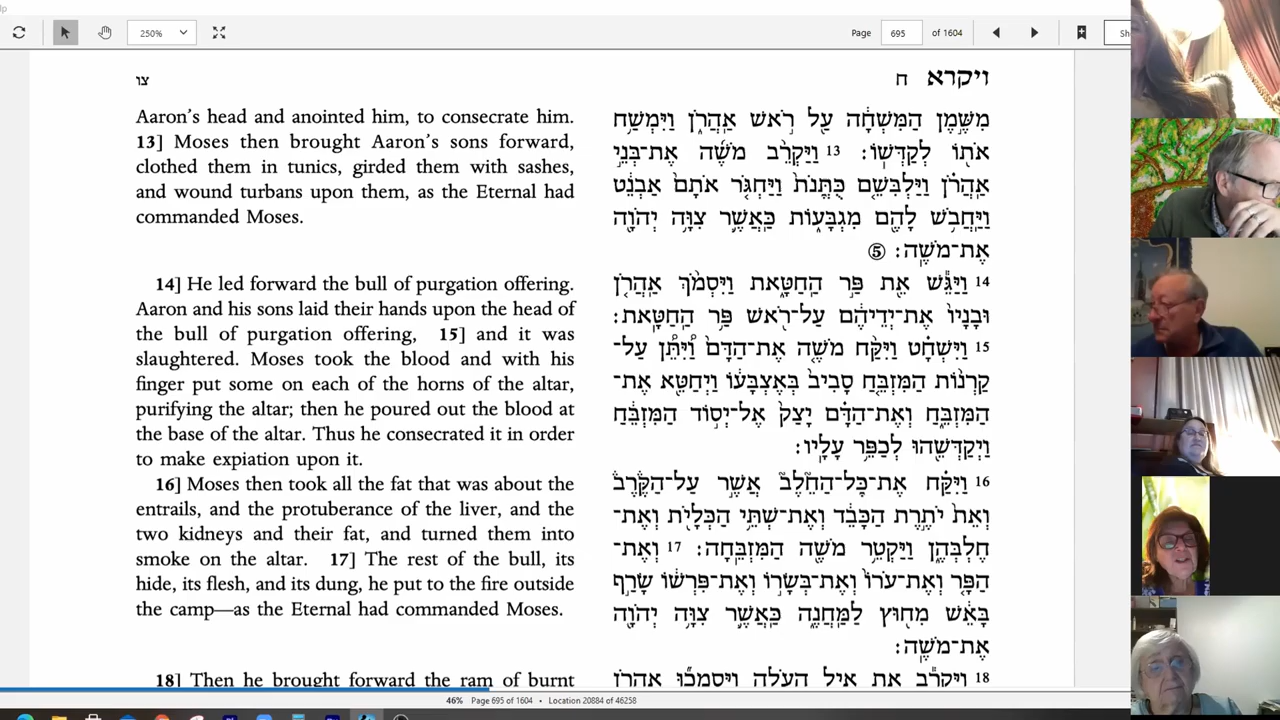 lp
250%
Page 695 of 1604
צו
ויקרא ח
Aaron's head and anointed him, to consecrate him.
13] Moses then brought Aaron's sons forward,
clothed them in tunics, girded them with sashes,
and wound turbans upon them, as the Eternal had
commanded Moses.
14] He led forward the bull of purgation offering.
Aaron and his sons laid their hands upon the head of
the bull of purgation offering, 15] and it was
slaughtered. Moses took the blood and with his
finger put some on each of the horns of the altar,
purifying the altar; then he poured out the blood at
the base of the altar. Thus he consecrated it in order
to make expiation upon it.
16] Moses then took all the fat that was about the
entrails, and the protuberance of the liver, and the
two kidneys and their fat, and turned them into
smoke on the altar. 17] The rest of the bull, its
hide, its flesh, and its dung, he put to the fire outside
the camp—as the Eternal had commanded Moses.
18] Then he brought forward the ram of burnt
מִשֶּׁ֣מֶן הַמִּשְׁחָ֔ה עַ֖ל רֹ֣אשׁ אַהֲרֹ֑ן וַיִּמְשַׁ֥ח
אֹת֖וֹ לְקַדְּשֽׁוֹ׃ 13 וַיַּקְרֵ֨ב מֹשֶׁ֜ה אֶת־בְּנֵ֣י
אַהֲרֹ֗ן וַיַּלְבִּשֵׁ֤ם כֻּתֳּנֹת֙ וַיַּחְגֹּ֤ר אֹתָם֙ אַבְנֵ֔ט
וַיַּחֲבֹ֥שׁ לָהֶ֖ם מִגְבָּע֑וֹת כַּאֲשֶׁ֛ר צִוָּ֥ה יְהֹוָ֖ה
אֶת־מֹשֶֽׁה׃ ⑤
14 וַיַּגֵּ֕שׁ אֵ֖ת פַּ֣ר הַֽחַטָּ֑את וַיִּסְמֹ֨ךְ אַהֲרֹ֤ן
וּבָנָיו֙ אֶת־יְדֵיהֶ֔ם עַל־רֹ֖אשׁ פַּ֥ר הַֽחַטָּֽאת׃
15 וַיִּשְׁחָ֗ט וַיִּקַּ֨ח מֹשֶׁ֤ה אֶת־הַדָּם֙ וַ֠יִּתֵּ֠ן עַל־
קַרְנ֨וֹת הַמִּזְבֵּ֤חַ סָבִיב֙ בְּאֶצְבָּע֔וֹ וַיְחַטֵּ֖א אֶת־
הַמִּזְבֵּ֑חַ וְאֶת־הַדָּ֗ם יָצַק֙ אֶל־יְס֣וֹד הַמִּזְבֵּ֔חַ
וַֽיְקַדְּשֵׁ֖הוּ לְכַפֵּ֥ר עָלָֽיו׃
16 וַיִּקַּ֗ח אֶֽת־כׇּל־הַחֵ֘לֶב֮ אֲשֶׁ֣ר עַל־הַקֶּ֒רֶב֒
וְאֵת֙ יֹתֶ֣רֶת הַכָּבֵ֔ד וְאֶת־שְׁתֵּ֥י הַכְּלָיֹ֖ת וְאֶֽת־
חֶלְבְּהֶ֑ן וַיַּקְטֵ֥ר מֹשֶׁ֖ה הַמִּזְבֵּֽחָה׃ 17 וְאֶת־
הַפָּ֤ר וְאֶת־עֹרוֹ֙ וְאֶת־בְּשָׂר֣וֹ וְאֶת־פִּרְשׁ֔וֹ שָׂרַ֣ף
בָּאֵ֔שׁ מִח֖וּץ לַֽמַּחֲנֶ֑ה כַּאֲשֶׁ֛ר צִוָּ֥ה יְהֹוָ֖ה
אֶת־מֹשֶֽׁה׃
18 וַיַּקְרֵ֕ב אֵ֖ת אֵ֣יל הָעֹלָ֑ה וַֽיִּסְמְכ֞וּ אַהֲרֹ֧ן
46% Page 695 of 1604 • Location 20884 of 46258